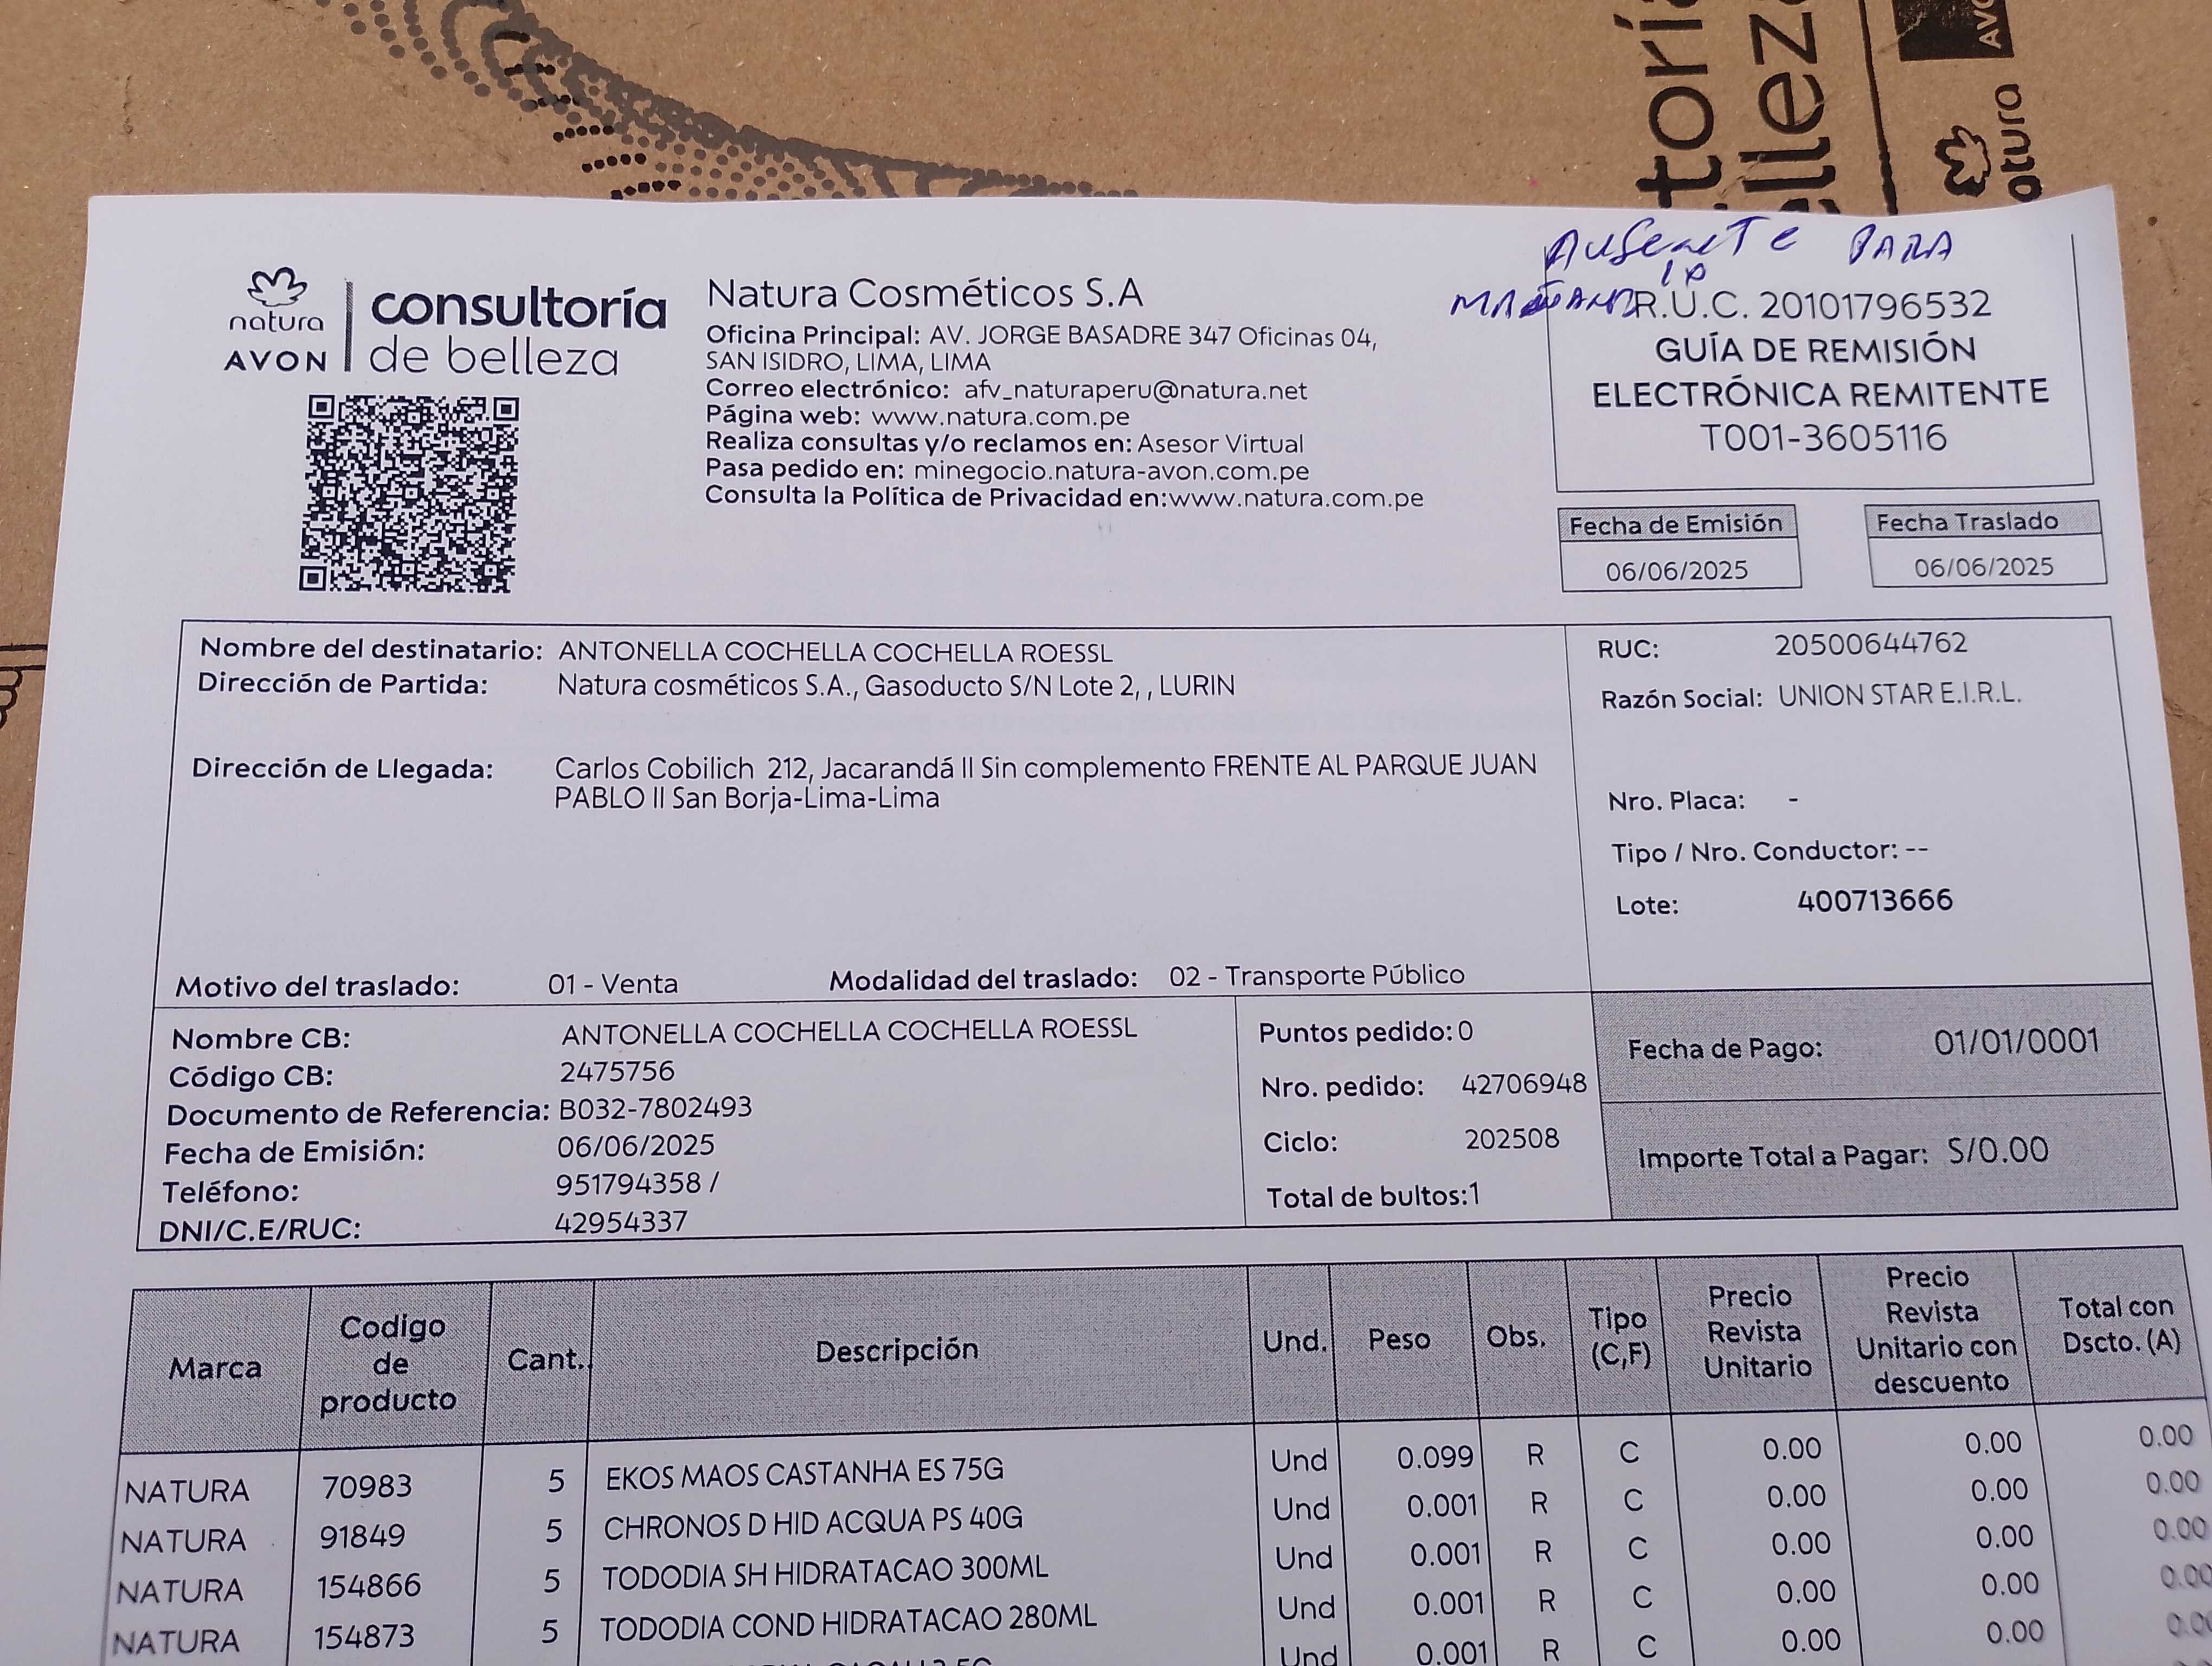 toría
belleza
AVO
natura
AUSENTE PARA
MAÑANA
natura
AVON
consultoría
de belleza
Natura Cosméticos S.A
Oficina Principal: AV. JORGE BASADRE 347 Oficinas 04,
SAN ISIDRO, LIMA, LIMA
Correo electrónico: afv_naturaperu@natura.net
Página web: www.natura.com.pe
Realiza consultas y/o reclamos en: Asesor Virtual
Pasa pedido en: minegocio.natura-avon.com.pe
Consulta la Política de Privacidad en:www.natura.com.pe
R.U.C. 20101796532
GUÍA DE REMISIÓN
ELECTRÓNICA REMITENTE
T001-3605116
Fecha de Emisión Fecha Traslado
06/06/2025 06/06/2025
Nombre del destinatario: ANTONELLA COCHELLA COCHELLA ROESSL
Dirección de Partida: Natura cosméticos S.A., Gasoducto S/N Lote 2, , LURIN
Dirección de Llegada: Carlos Cobilich 212, Jacarandá II Sin complemento FRENTE AL PARQUE JUAN
PABLO II San Borja-Lima-Lima
Motivo del traslado: 01 - Venta Modalidad del traslado: 02 - Transporte Público
RUC: 20500644762
Razón Social: UNION STAR E.I.R.L.
Nro. Placa: -
Tipo / Nro. Conductor: --
Lote: 400713666
Nombre CB: ANTONELLA COCHELLA COCHELLA ROESSL
Código CB: 2475756
Documento de Referencia: B032-7802493
Fecha de Emisión: 06/06/2025
Teléfono: 951794358 /
DNI/C.E/RUC: 42954337
Puntos pedido: 0
Nro. pedido: 42706948
Ciclo: 202508
Total de bultos:1
Fecha de Pago: 01/01/0001
Importe Total a Pagar: S/0.00
Marca Codigo de producto Cant. Descripción Und. Peso Obs. Tipo (C,F) Precio Revista Unitario Precio Revista Unitario con descuento Total con Dscto. (A)
NATURA 70983 5 EKOS MAOS CASTANHA ES 75G Und 0.099 R C 0.00 0.00 0.00
NATURA 91849 5 CHRONOS D HID ACQUA PS 40G Und 0.001 R C 0.00 0.00 0.00
NATURA 154866 5 TODODIA SH HIDRATACAO 300ML Und 0.001 R C 0.00 0.00 0.00
NATURA 154873 5 TODODIA COND HIDRATACAO 280ML Und 0.001 R C 0.00 0.00 0.00
Und 0.001 R C 0.00 0.00